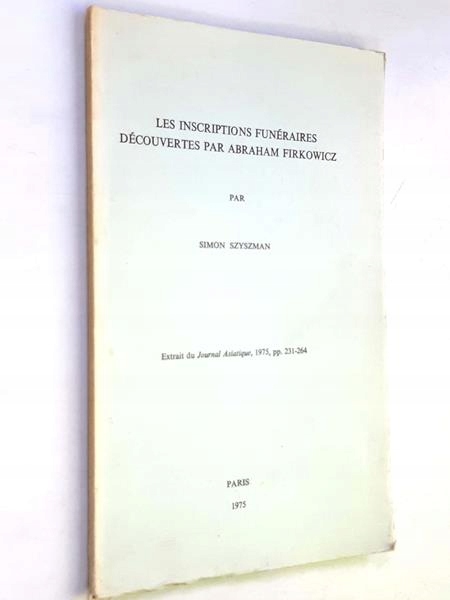 LES INSCRIPTIONS FUNÉRAIRES
DÉCOUVERTES PAR ABRAHAM FIRKOWICZ
PAR
SIMON SZYSZMAN
Extrait du Journal Asiatique, 1975, pp. 231-264
PARIS
1975